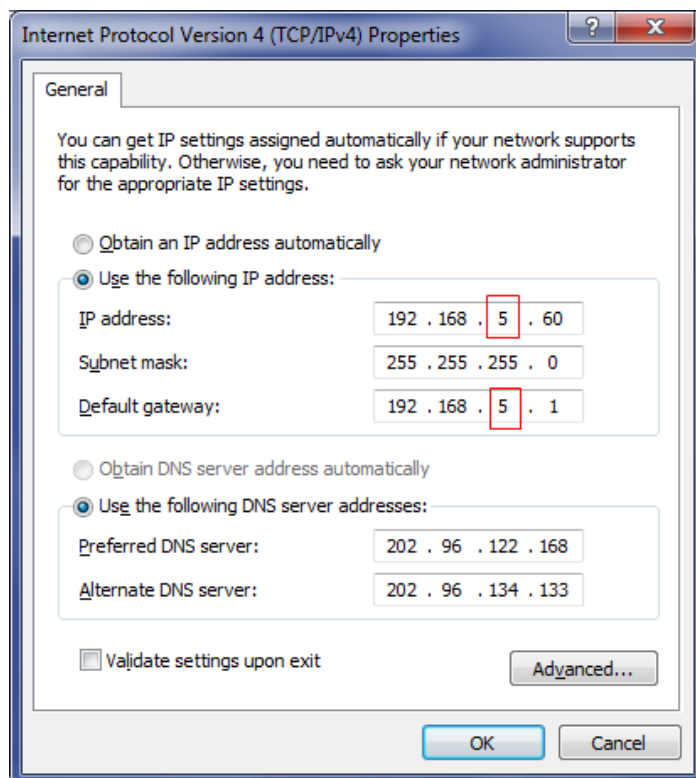 Internet Protocol Version 4 (TCP/IPv4) Properties
?
X
General
You can get IP settings assigned automatically if your network supports
this capability. Otherwise, you need to ask your network administrator
for the appropriate IP settings.
Obtain an IP address automatically
Use the following IP address:
IP address: 192 . 168 . 5 . 60
Subnet mask: 255 . 255 . 255 . 0
Default gateway: 192 . 168 . 5 . 1
Obtain DNS server address automatically
Use the following DNS server addresses:
Preferred DNS server: 202 . 96 . 122 . 168
Alternate DNS server: 202 . 96 . 134 . 133
Validate settings upon exit
Advanced...
OK Cancel